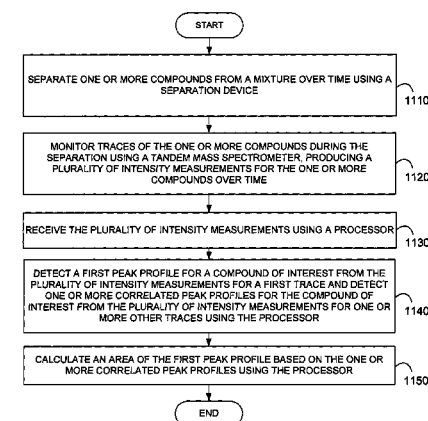 START
SEPARATE ONE OR MORE COMPOUNDS FROM A MIXTURE OVER TIME USING A
SEPARATION DEVICE
1110
MONITOR TRACES OF THE ONE OR MORE COMPOUNDS DURING THE
SEPARATION USING A TANDEM MASS SPECTROMETER, PRODUCING A
PLURALITY OF INTENSITY MEASUREMENTS FOR THE ONE OR MORE
COMPOUNDS OVER TIME
1120
RECEIVE THE PLURALITY OF INTENSITY MEASUREMENTS USING A PROCESSOR
1130
DETECT A FIRST PEAK PROFILE FOR A COMPOUND OF INTEREST FROM THE
PLURALITY OF INTENSITY MEASUREMENTS FOR A FIRST TRACE AND DETECT
ONE OR MORE CORRELATED PEAK PROFILES FOR THE COMPOUND OF
INTEREST FROM THE PLURALITY OF INTENSITY MEASUREMENTS FOR ONE OR
MORE OTHER TRACES USING THE PROCESSOR
1140
CALCULATE AN AREA OF THE FIRST PEAK PROFILE BASED ON THE ONE OR
MORE CORRELATED PEAK PROFILES USING THE PROCESSOR
1150
END